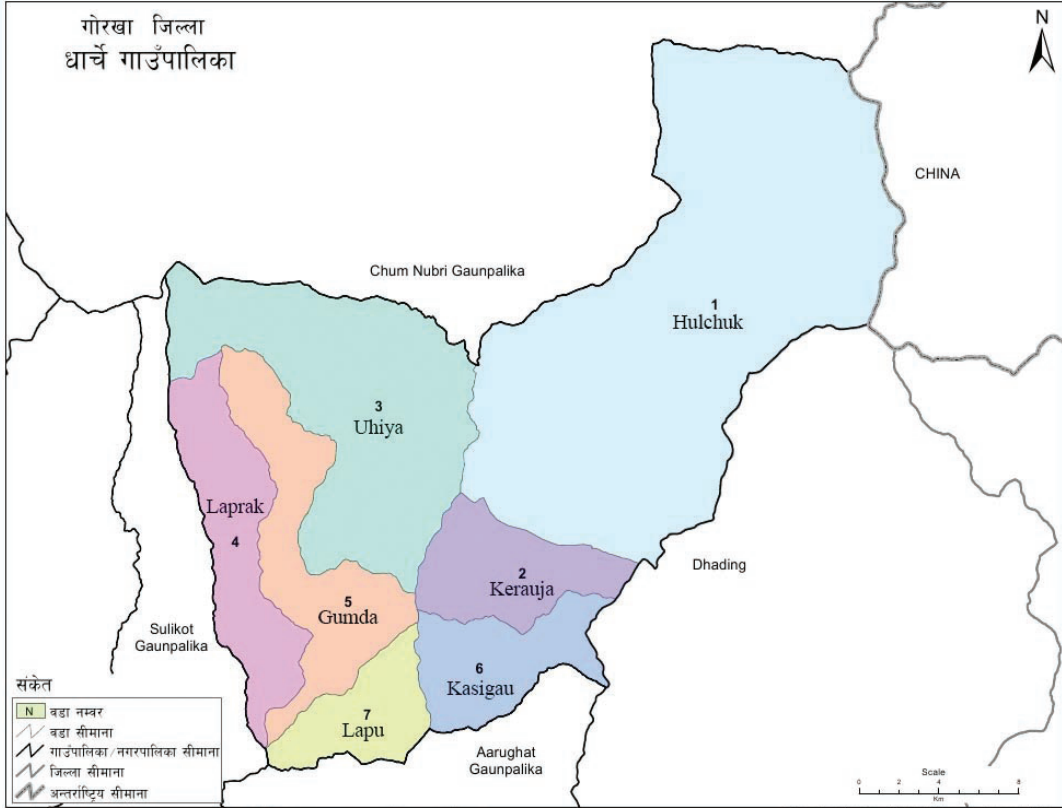 गोरखा जिल्ला
धार्चे गाउँपालिका
N
CHINA
Chum Nubri Gaunpalika
1
Hulchuk
3
Uhiya
Laprak
4
2
Kerauja
Dhading
5
Gumda
Sulikot
Gaunpalika
6
Kasigau
7
Lapu
Aarughat
Gaunpalika
संकेत
N वडा नम्वर
वडा सीमाना
गाउँपालिका/नगरपालिका सीमाना
जिल्ला सीमाना
अन्तर्राष्ट्रिय सीमाना
Scale
0 2 4 8
Km